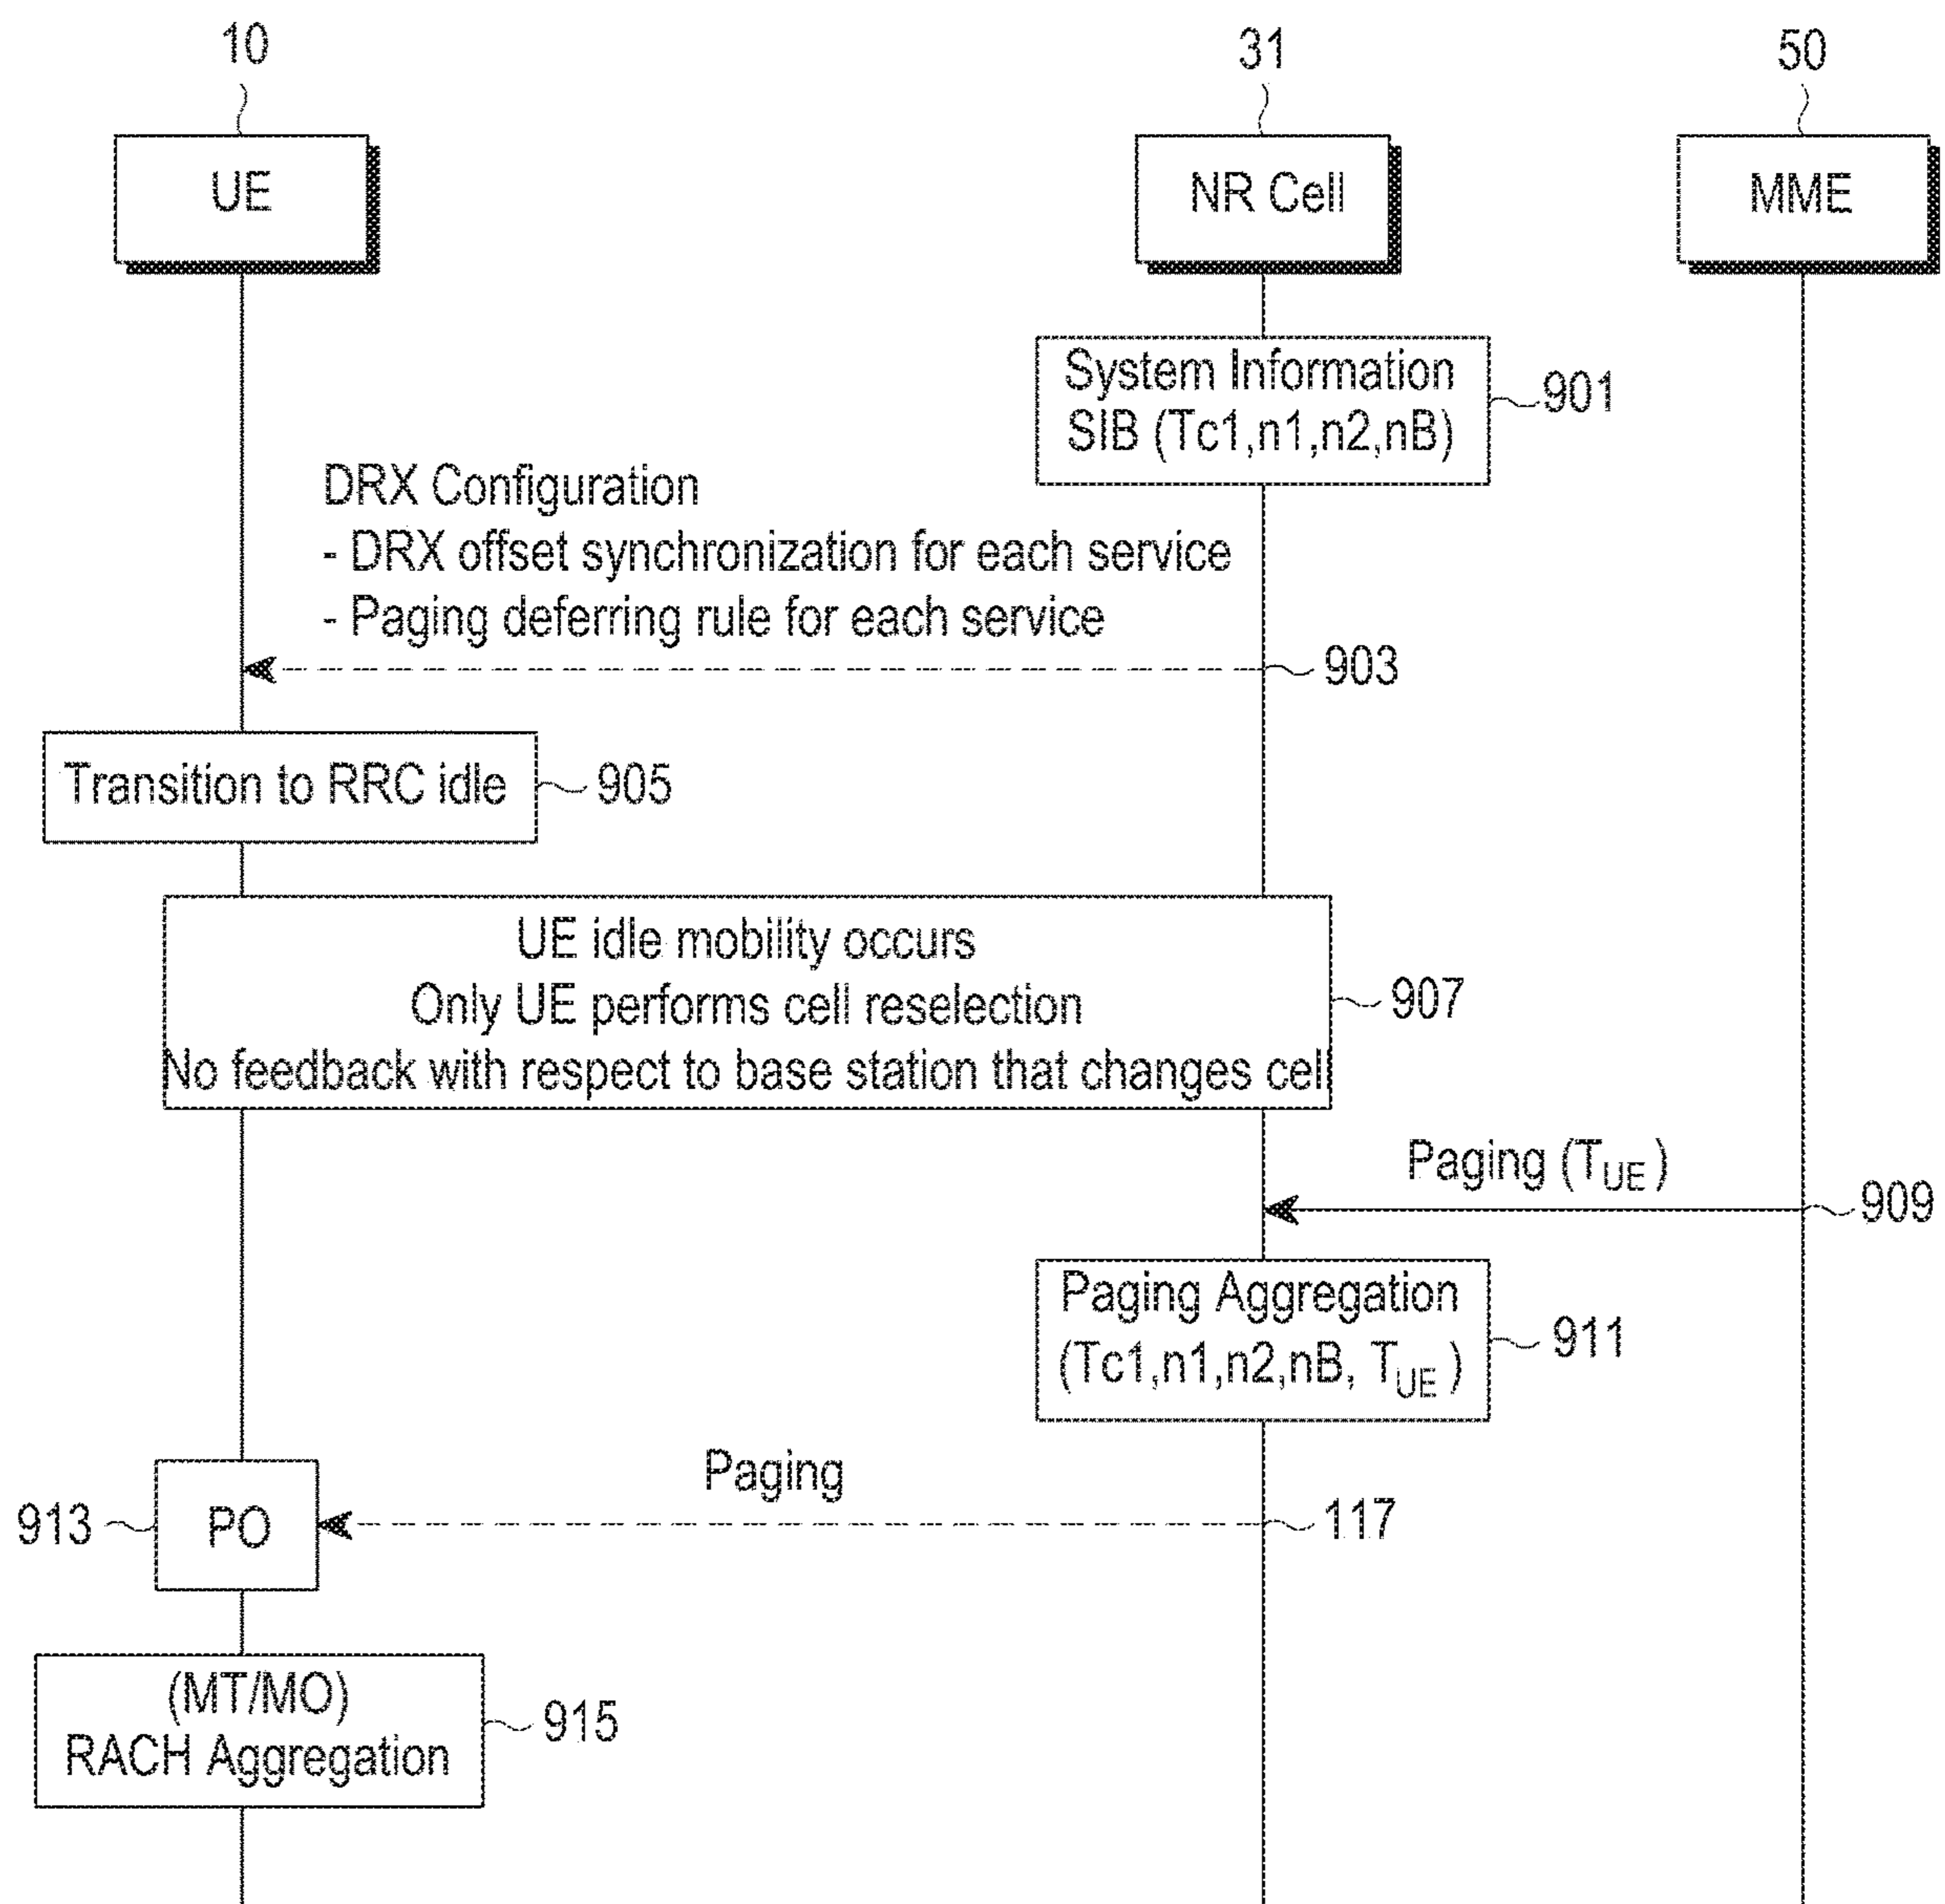 10
31
50
UE
NR Cell
MME
System Information
SIB (Tc1,n1,n2,nB)
901
DRX Configuration
- DRX offset synchronization for each service
- Paging deferring rule for each service
903
Transition to RRC idle
905
UE idle mobility occurs
Only UE performs cell reselection
No feedback with respect to base station that changes cell
907
Paging (TUE)
909
Paging Aggregation
(Tc1,n1,n2,nB, TUE)
911
Paging
913
PO
117
(MT/MO)
RACH Aggregation
915